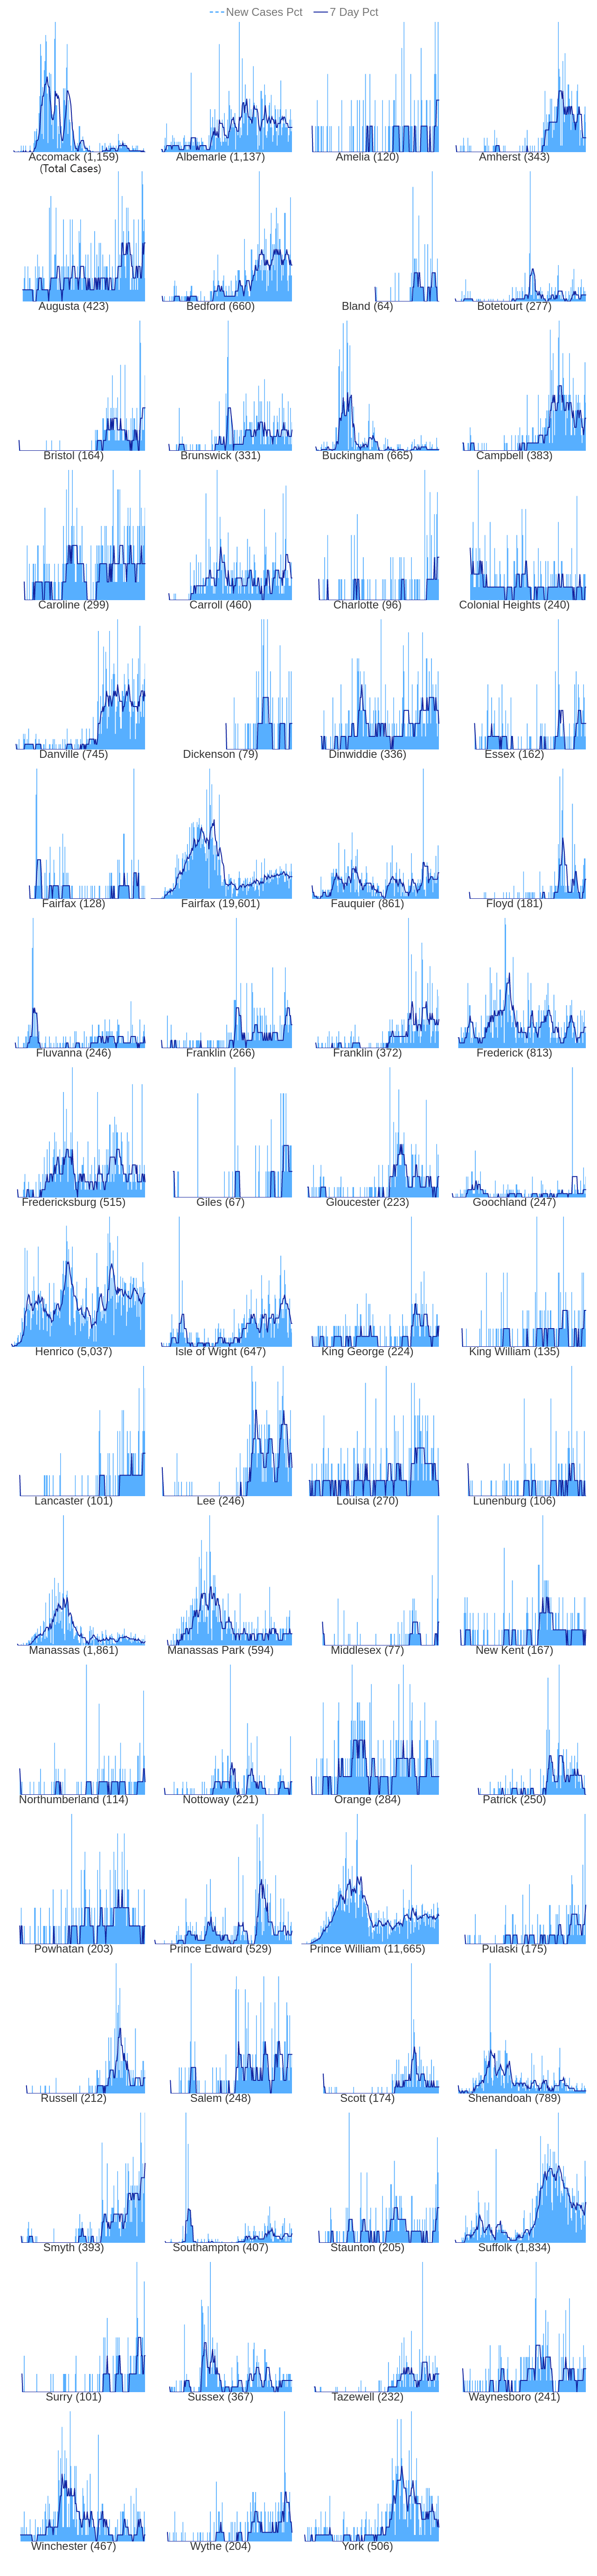 New Cases Pct 7 Day Pct
Accomack (1,159) Albemarle (1,137) Amelia (120) Amherst (343)
(Total Cases)
Augusta (423) Bedford (660) Bland (64) Botetourt (277)
Bristol (164) Brunswick (331) Buckingham (665) Campbell (383)
Caroline (299) Carroll (460) Charlotte (96) Colonial Heights (240)
Danville (745) Dickenson (79) Dinwiddie (336) Essex (162)
Fairfax (128) Fairfax (19,601) Fauquier (861) Floyd (181)
Fluvanna (246) Franklin (266) Franklin (372) Frederick (813)
Fredericksburg (515) Giles (67) Gloucester (223) Goochland (247)
Henrico (5,037) Isle of Wight (647) King George (224) King William (135)
Lancaster (101) Lee (246) Louisa (270) Lunenburg (106)
Manassas (1,861) Manassas Park (594) Middlesex (77) New Kent (167)
Northumberland (114) Nottoway (221) Orange (284) Patrick (250)
Powhatan (203) Prince Edward (529) Prince William (11,665) Pulaski (175)
Russell (212) Salem (248) Scott (174) Shenandoah (789)
Smyth (393) Southampton (407) Staunton (205) Suffolk (1,834)
Surry (101) Sussex (367) Tazewell (232) Waynesboro (241)
Winchester (467) Wythe (204) York (506)